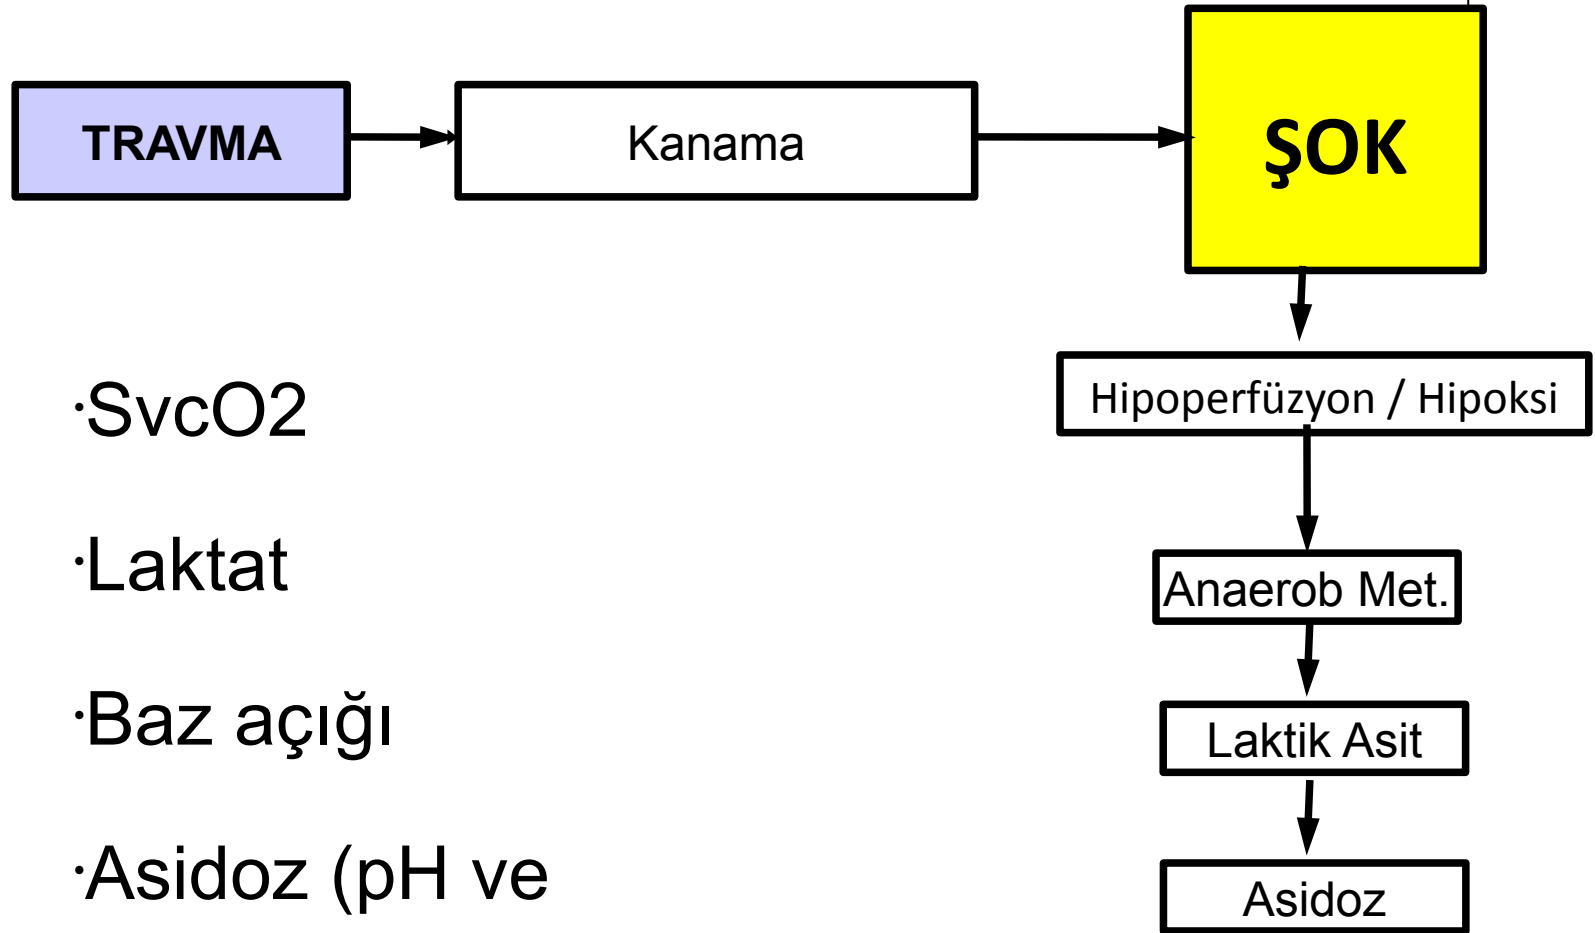 TRAVMA
Kanama
ŞOK
Hipoperfüzyon / Hipoksi
Anaerob Met.
Laktik Asit
Asidoz
·SvcO2
·Laktat
·Baz açığı
·Asidoz (pH ve